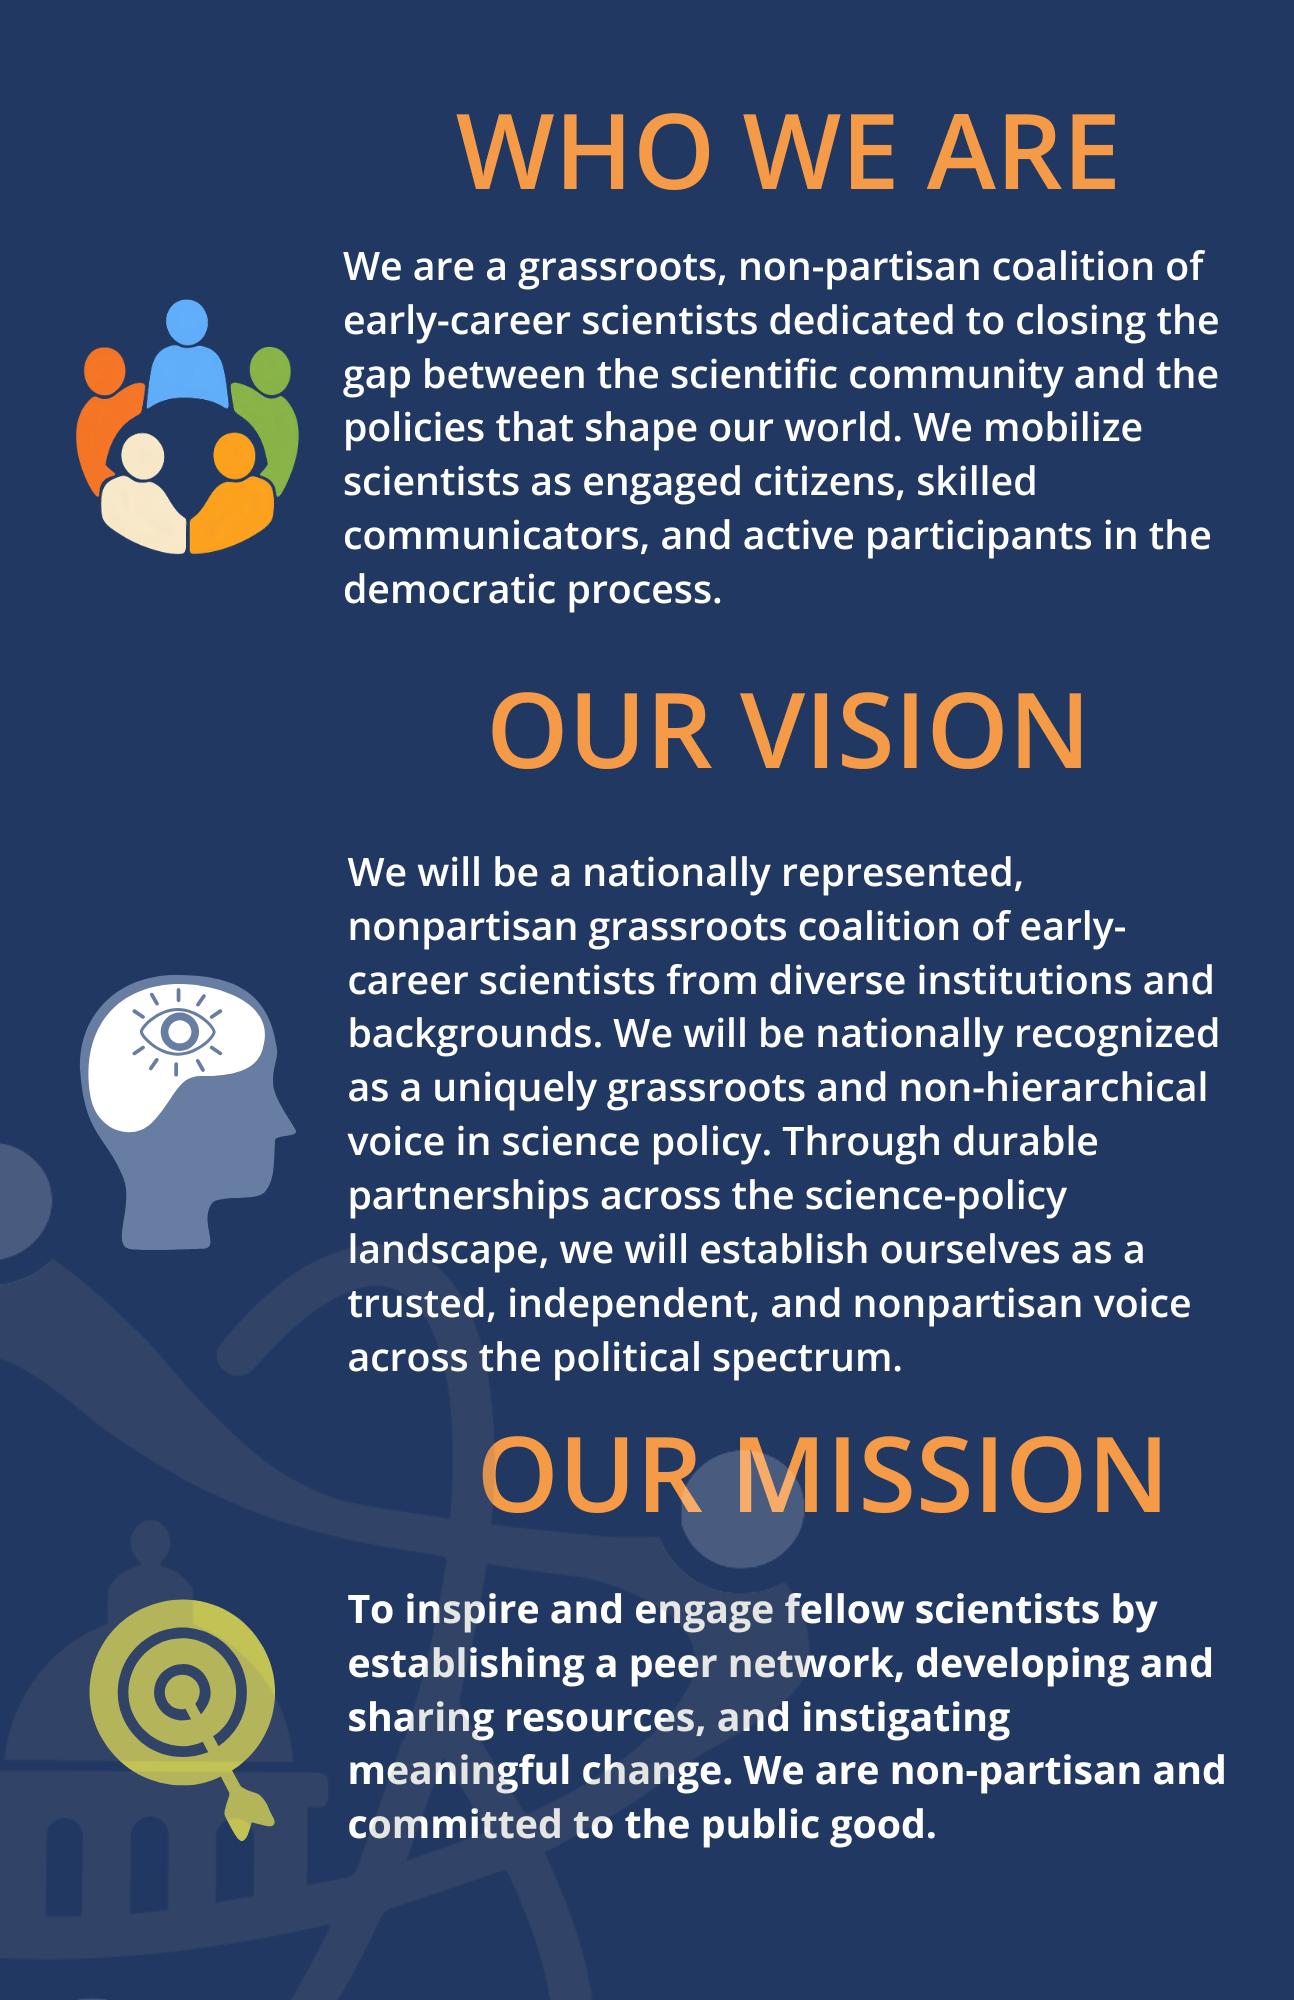 WHO WE ARE
We are a grassroots, non-partisan coalition of
early-career scientists dedicated to closing the
gap between the scientific community and the
policies that shape our world. We mobilize
scientists as engaged citizens, skilled
communicators, and active participants in the
democratic process.
OUR VISION
We will be a nationally represented,
nonpartisan grassroots coalition of early-
career scientists from diverse institutions and
backgrounds. We will be nationally recognized
as a uniquely grassroots and non-hierarchical
voice in science policy. Through durable
partnerships across the science-policy
landscape, we will establish ourselves as a
trusted, independent, and nonpartisan voice
across the political spectrum.
OUR MISSION
To inspire and engage fellow scientists by
establishing a peer network, developing and
sharing resources, and instigating
meaningful change. We are non-partisan and
committed to the public good.